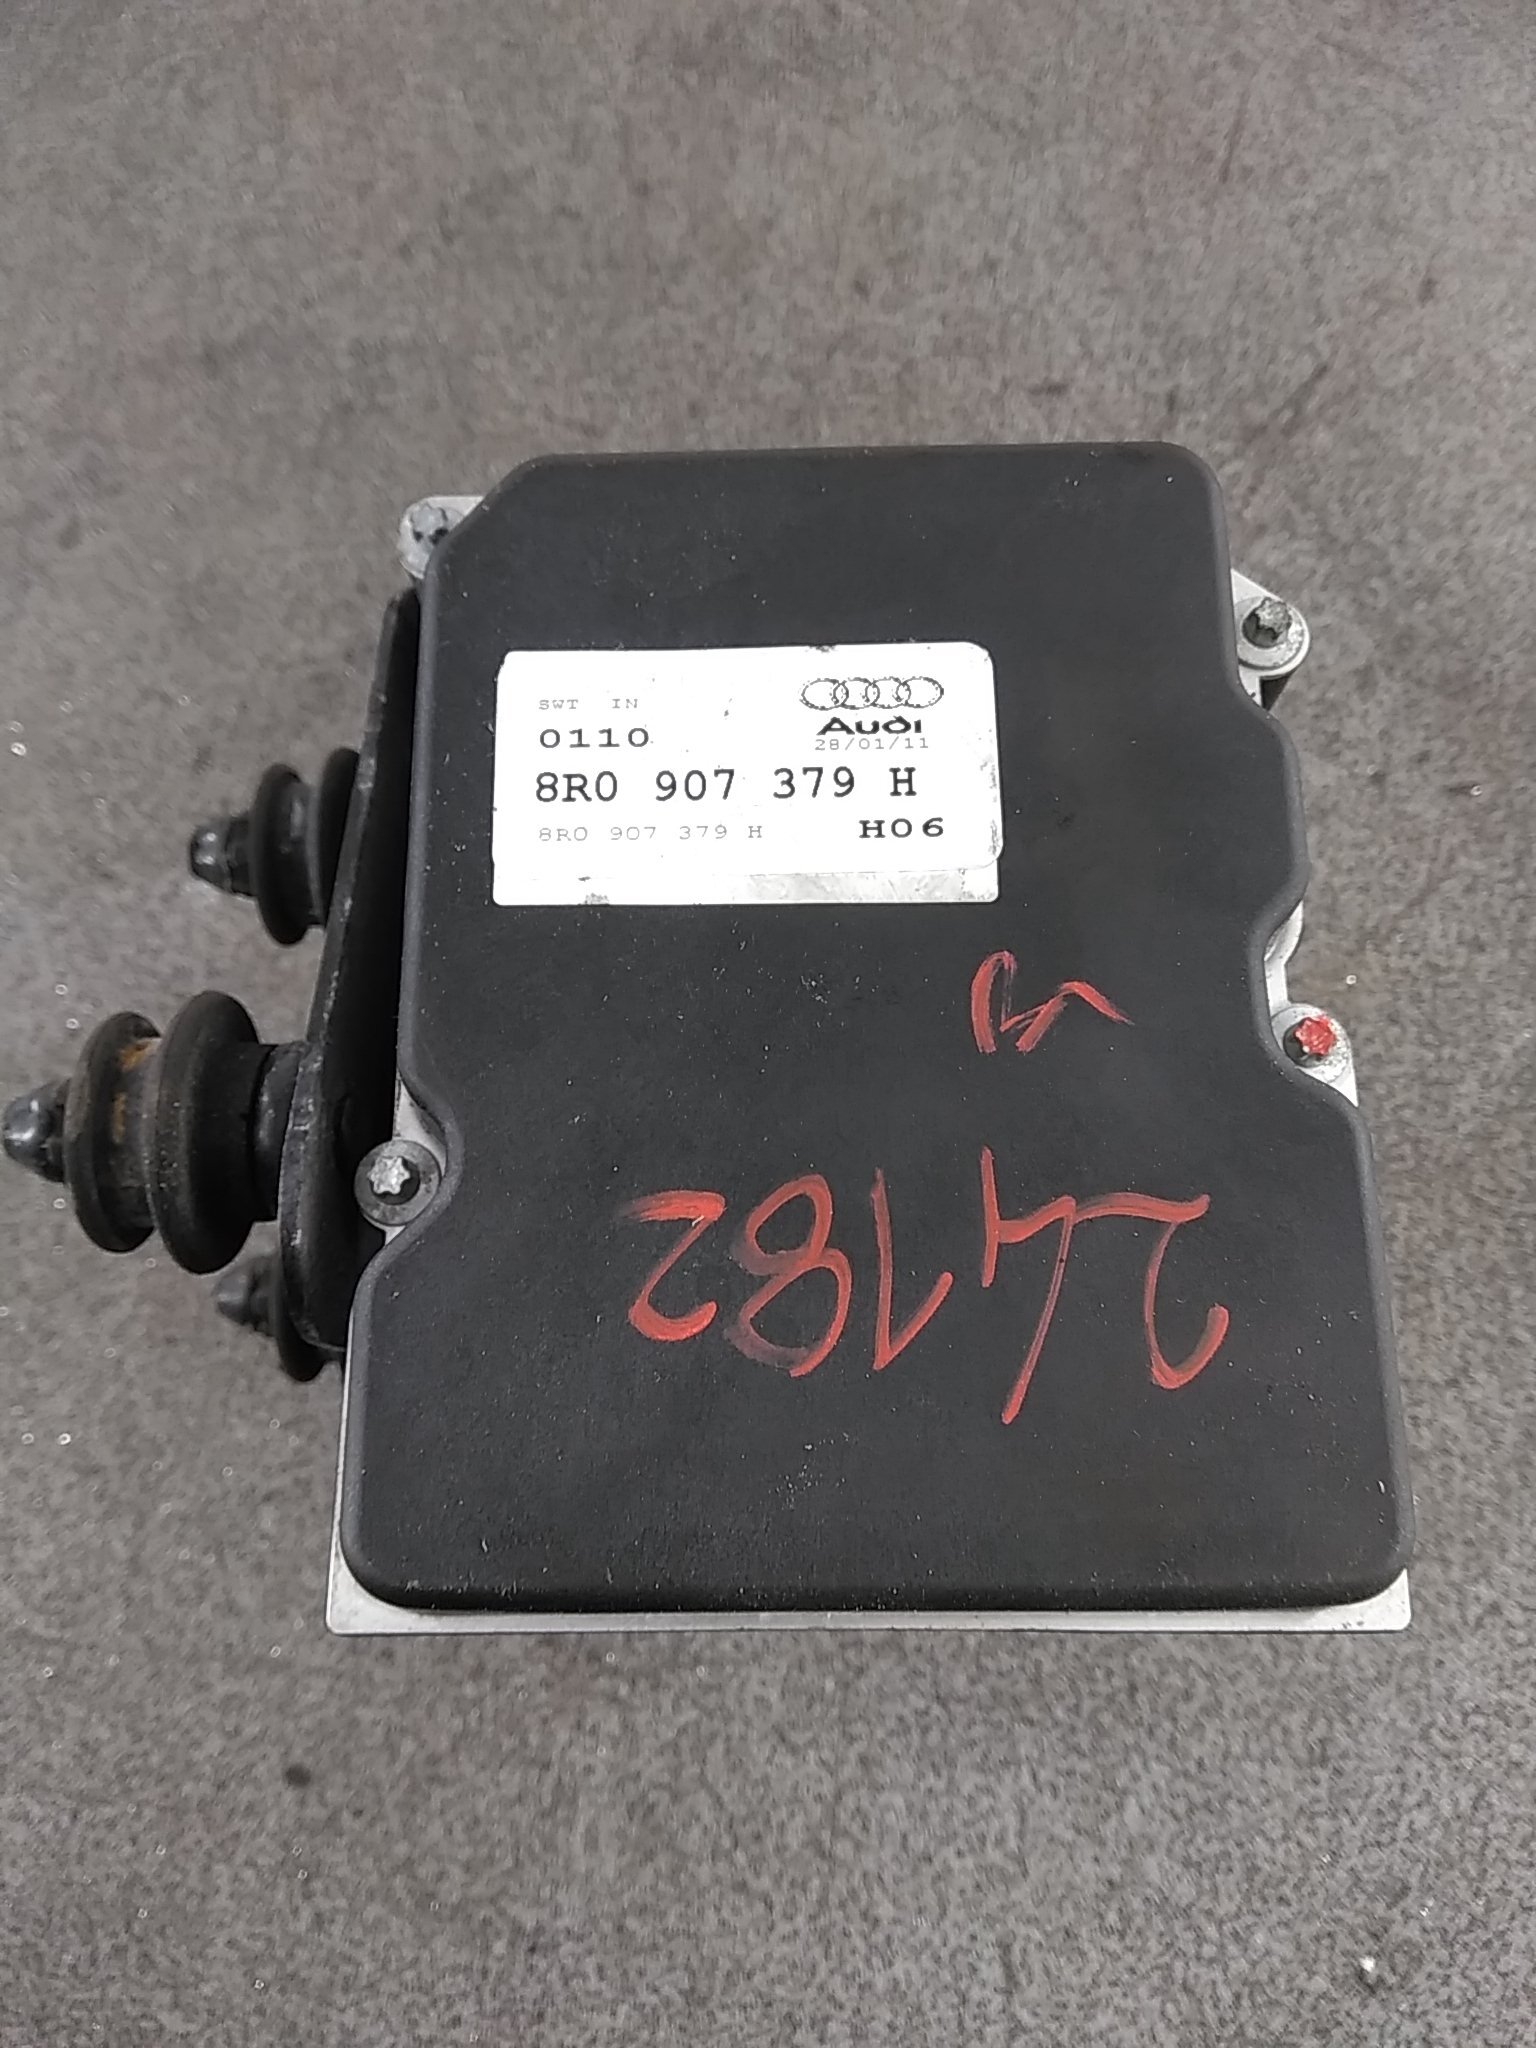 SWT IN
Audi
28/01/11
0110
8R0 907 379 H
8R0 907 379 H H06
24182